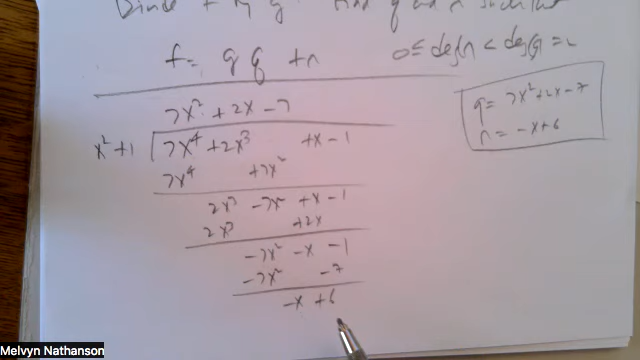 Divide f by g. Find q and r such that
f = g q + r 0 ≤ deg(r) < deg(g) = 2
7x² + 2x - 7
x² + 1 7x⁴ + 2x³ + x - 1
7x⁴ + 7x²
2x³ - 7x² + x - 1
2x³ + 2x
-7x² - x - 1
-7x² - 7
-x + 6
q = 7x² + 2x - 7
r = -x + 6
Melvyn Nathanson